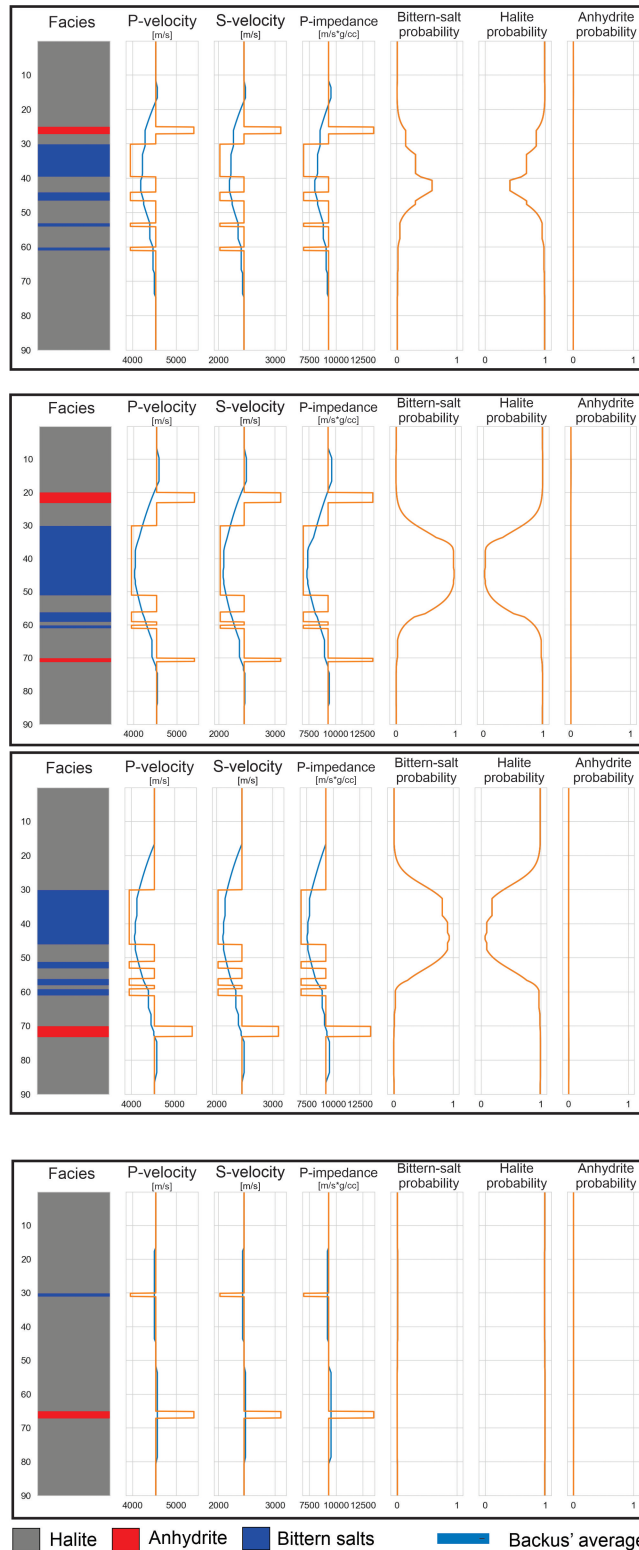 Facies P-velocity S-velocity P-impedance Bittern-salt Halite Anhydrite
[m/s] [m/s] [m/s*g/cc] probability probability probability
10
20
30
40
50
60
70
80
90
4000 5000 2000 3000 7500 10000 12500 0 1 0 1 0 1
Facies P-velocity S-velocity P-impedance Bittern-salt Halite Anhydrite
[m/s] [m/s] [m/s*g/cc] probability probability probability
10
20
30
40
50
60
70
80
90
4000 5000 2000 3000 7500 10000 12500 0 1 0 1 0 1
Facies P-velocity S-velocity P-impedance Bittern-salt Halite Anhydrite
[m/s] [m/s] [m/s*g/cc] probability probability probability
10
20
30
40
50
60
70
80
90
4000 5000 2000 3000 7500 10000 12500 0 1 0 1 0 1
Facies P-velocity S-velocity P-impedance Bittern-salt Halite Anhydrite
[m/s] [m/s] [m/s*g/cc] probability probability probability
10
20
30
40
50
60
70
80
90
4000 5000 2000 3000 7500 10000 12500 0 1 0 1 0 1
Halite Anhydrite Bittern salts Backus' average